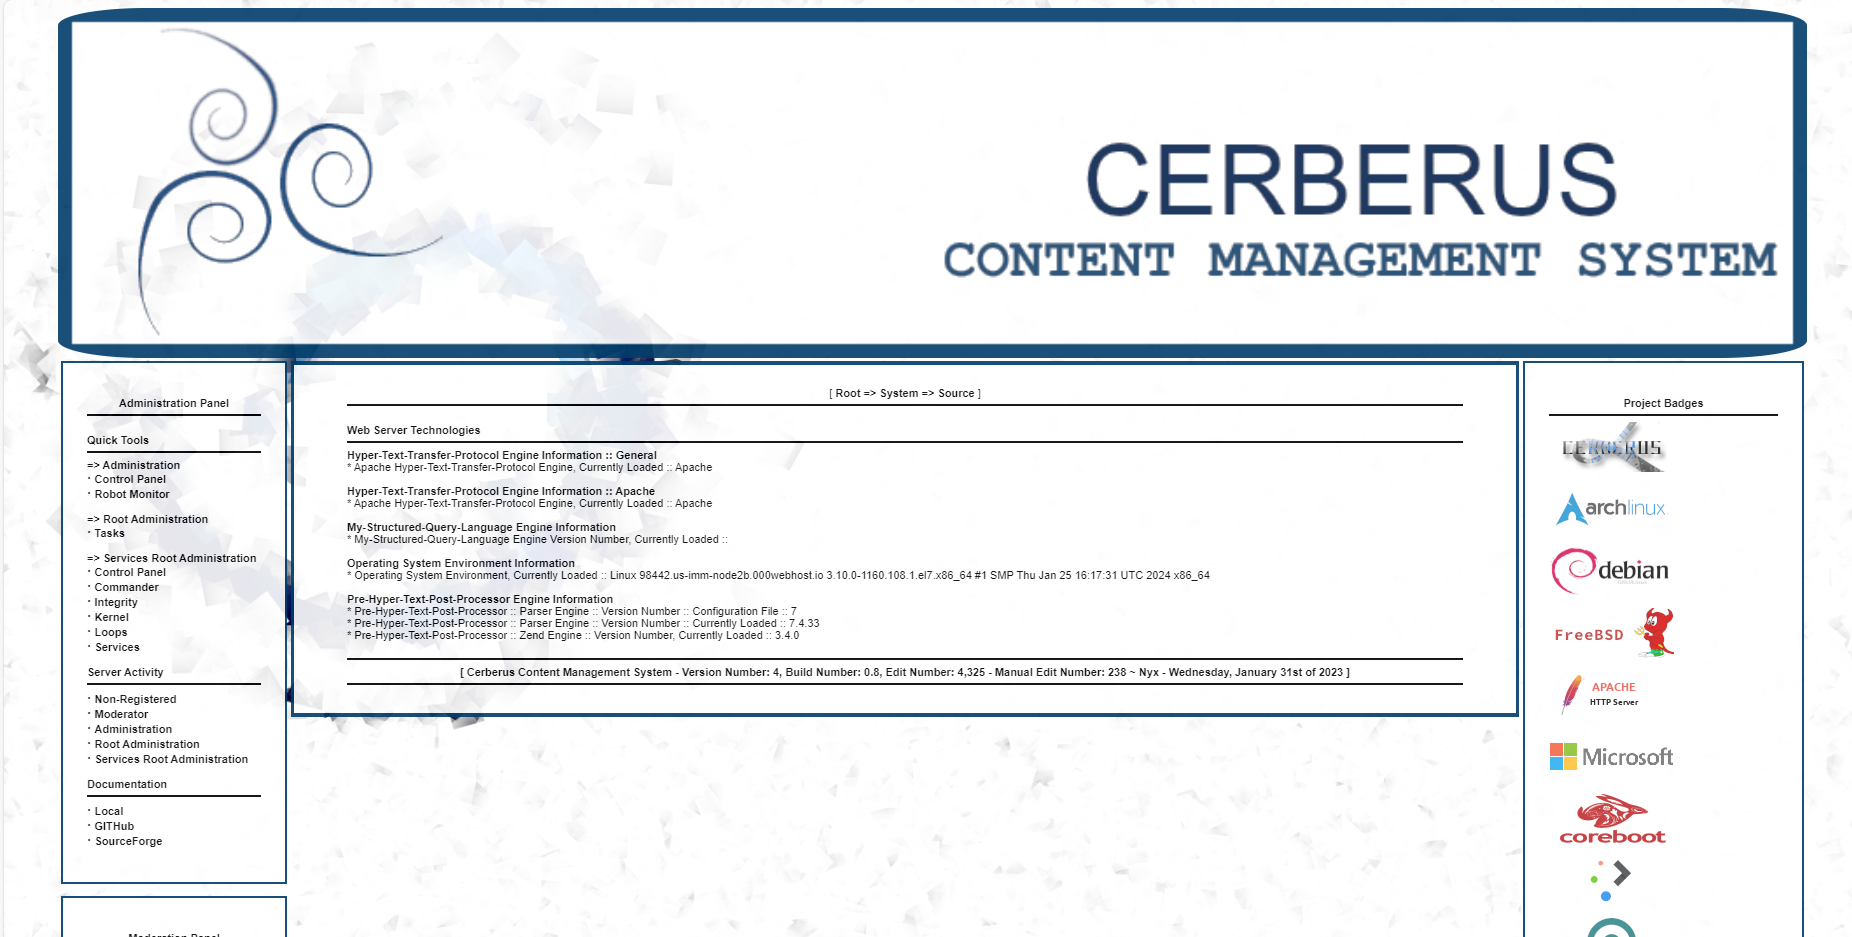 CERBERUS
CONTENT MANAGEMENT SYSTEM
Administration Panel
Quick Tools
=> Administration
· Control Panel
· Robot Monitor
=> Root Administration
· Tasks
=> Services Root Administration
· Control Panel
· Commander
· Integrity
· Kernel
· Loops
· Services
Server Activity
· Non-Registered
· Moderator
· Administration
· Root Administration
· Services Root Administration
Documentation
· Local
· GITHub
· SourceForge
[ Root => System => Source ]
Web Server Technologies
Hyper-Text-Transfer-Protocol Engine Information :: General
* Apache Hyper-Text-Transfer-Protocol Engine, Currently Loaded :: Apache
Hyper-Text-Transfer-Protocol Engine Information :: Apache
* Apache Hyper-Text-Transfer-Protocol Engine, Currently Loaded :: Apache
My-Structured-Query-Language Engine Information
* My-Structured-Query-Language Engine Version Number, Currently Loaded ::
Operating System Environment Information
* Operating System Environment, Currently Loaded :: Linux 98442.us-imm-node2b.000webhost.io 3.10.0-1160.108.1.el7.x86_64 #1 SMP Thu Jan 25 16:17:31 UTC 2024 x86_64
Pre-Hyper-Text-Post-Processor Engine Information
* Pre-Hyper-Text-Post-Processor :: Parser Engine :: Version Number :: Configuration File :: 7
* Pre-Hyper-Text-Post-Processor :: Parser Engine :: Version Number :: Currently Loaded :: 7.4.33
* Pre-Hyper-Text-Post-Processor :: Zend Engine :: Version Number, Currently Loaded :: 3.4.0
[ Cerberus Content Management System - Version Number: 4, Build Number: 0.8, Edit Number: 4,325 - Manual Edit Number: 238 ~ Nyx - Wednesday, January 31st of 2023 ]
Project Badges
CERBERUS
archlinux
debian
FreeBSD
APACHE
HTTP Server
Microsoft
coreboot